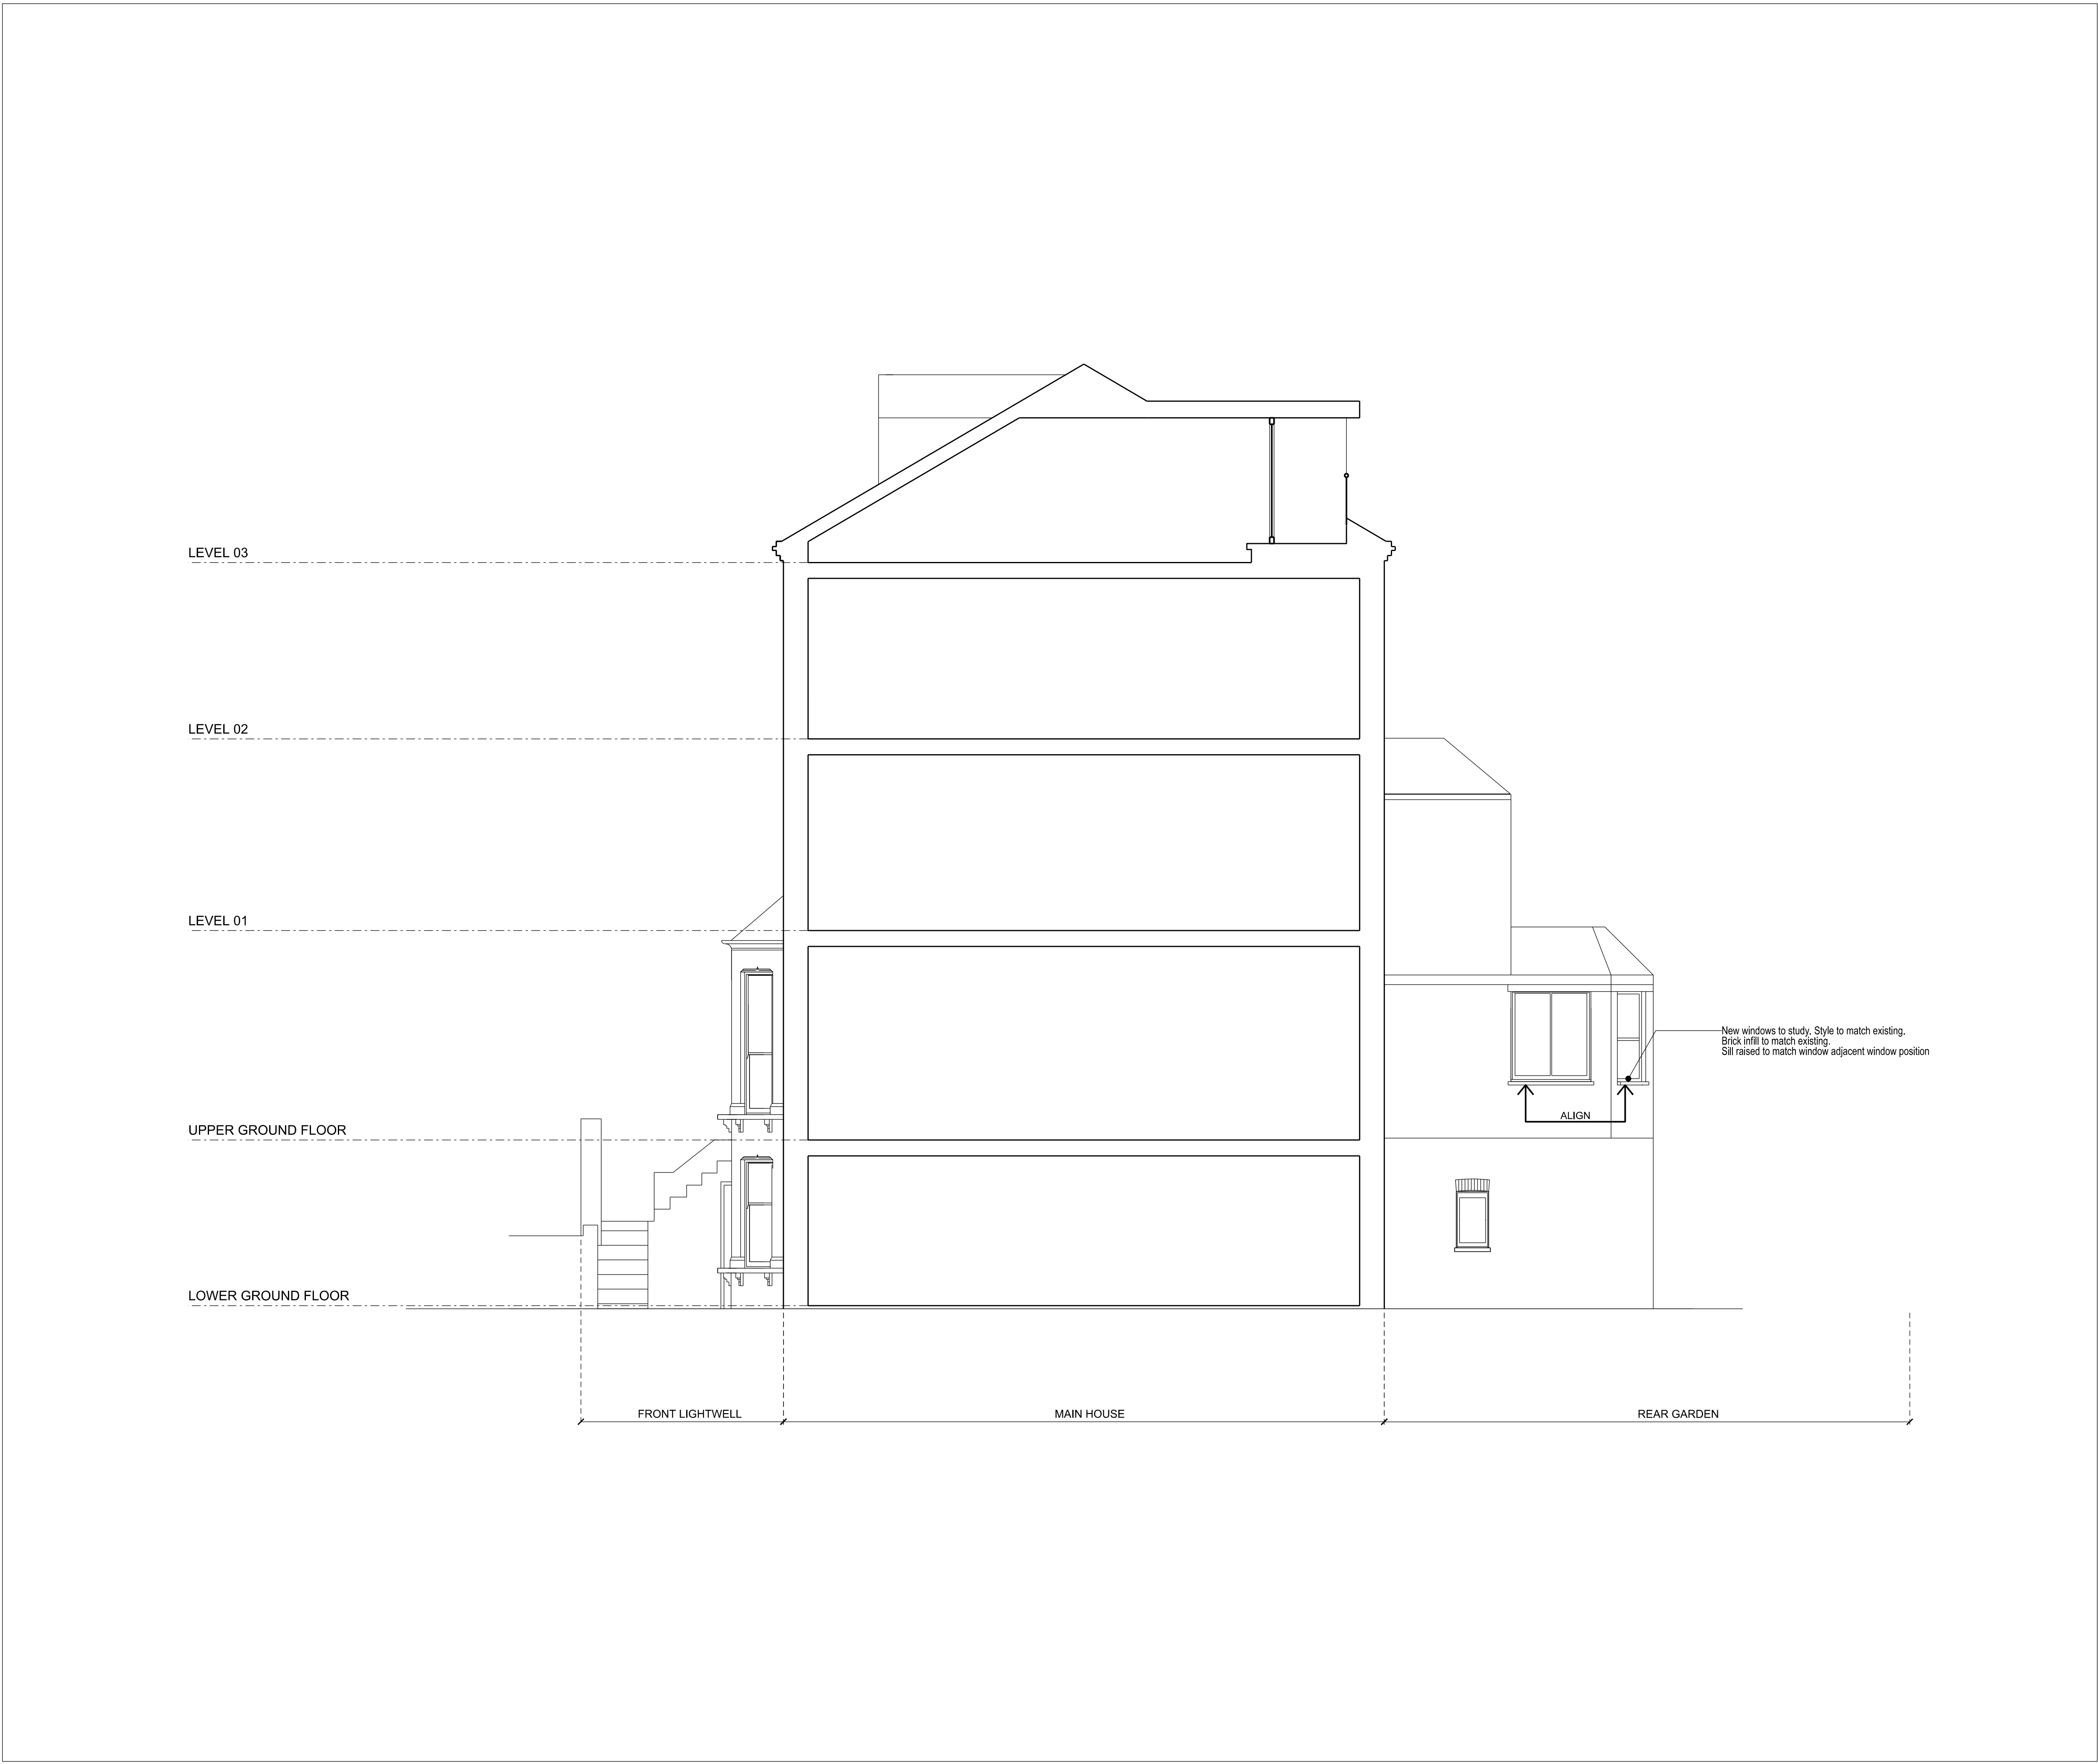 LEVEL 03
LEVEL 02
LEVEL 01
New windows to study. Style to match existing.
Brick infill to match existing.
Sill raised to match window adjacent window position
ALIGN
UPPER GROUND FLOOR
LOWER GROUND FLOOR
FRONT LIGHTWELL
MAIN HOUSE
REAR GARDEN